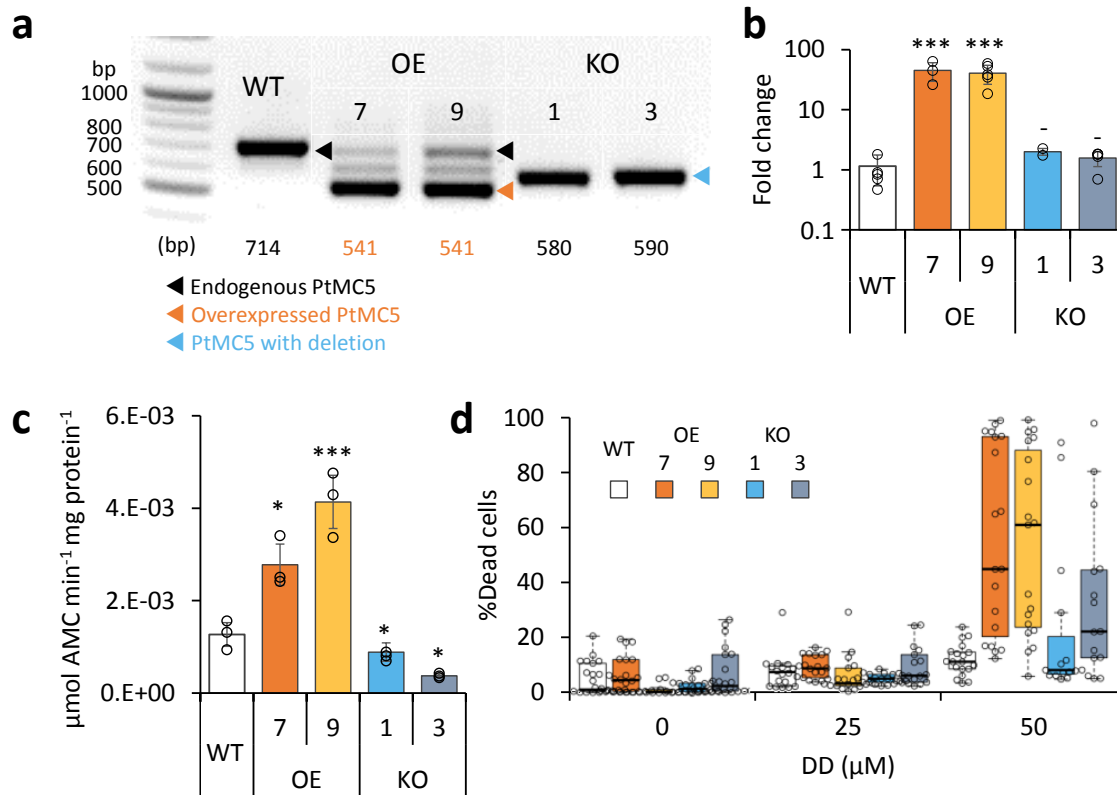 a
bp
1000
800
700
600
500
WT
OE
KO
7 9 1 3
(bp) 714 541 541 580 590
Endogenous PtMC5
Overexpressed PtMC5
PtMC5 with deletion
b
Fold change
100
10
1
0.1
*** *** - -
WT
7 9 1 3
OE KO
c
µmol AMC min⁻¹ mg protein⁻¹
6.E-03
4.E-03
2.E-03
0.E+00
* *** * *
WT
7 9 1 3
OE KO
d
%Dead cells
100
80
60
40
20
0
WT OE KO
7 9 1 3
0 25 50
DD (µM)